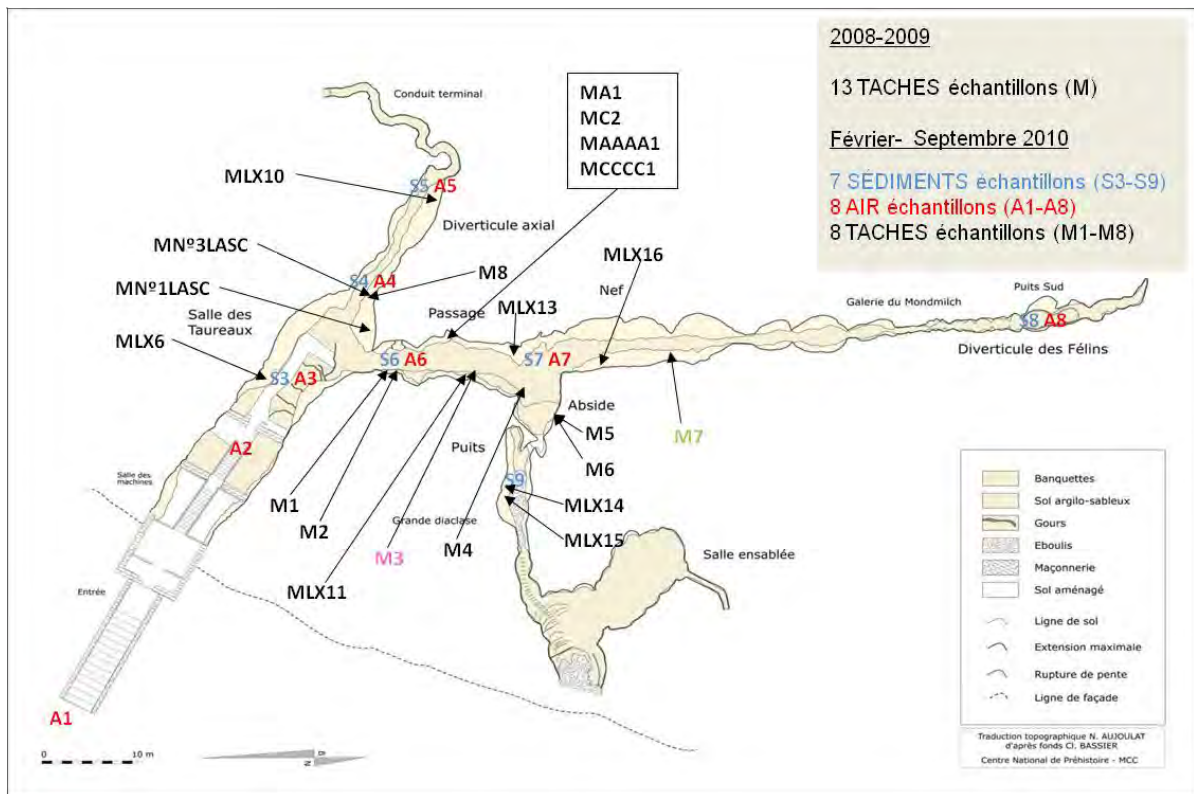 2008-2009
13 TACHES échantillons (M)
Février- Septembre 2010
7 SÉDIMENTS échantillons (S3-S9)
8 AIR échantillons (A1-A8)
8 TACHES échantillons (M1-M8)
MA1
MC2
MAAAA1
MCCCC1
Conduit terminal
MLX10
S5 A5
Diverticule axial
MNº3LASC
S4 A4
M8
MLX16
MNº1LASC
Salle des
Taureaux
Passage
MLX13
Nef
Galerie du Mondmilch
Puits Sud
S8 A8
Diverticule des Félins
MLX6
S3 A3
S6 A6
S7 A7
A2
Abside
M5
M6
M7
Puits
S9
Salle des
machines
M1
M2
Grande diaclase
M3
M4
MLX14
MLX15
MLX11
Salle ensablée
Entrée
A1
0 10 m
N
Banquettes
Sol argilo-sableux
Gours
Eboulis
Maçonnerie
Sol aménagé
Ligne de sol
Extension maximale
Rupture de pente
Ligne de façade
Traduction topographique N. AUJOULAT
d'après fonds Cl. BASSIER
Centre National de Préhistoire - MCC